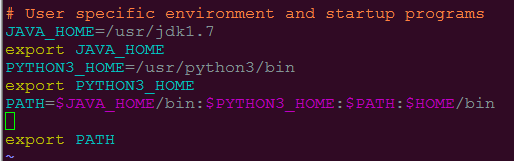 # User specific environment and startup programs
JAVA_HOME=/usr/jdk1.7
export JAVA_HOME
PYTHON3_HOME=/usr/python3/bin
export PYTHON3_HOME
PATH=$JAVA_HOME/bin:$PYTHON3_HOME:$PATH:$HOME/bin
export PATH
~